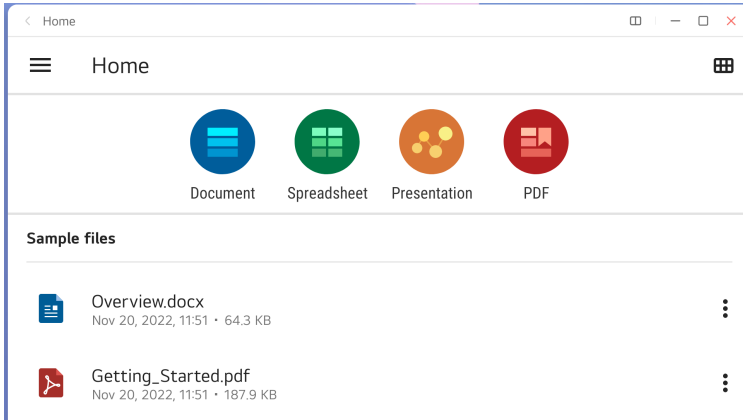 Home
Home
Document Spreadsheet Presentation PDF
Sample files
Overview.docx
Nov 20, 2022, 11:51 • 64.3 KB
Getting_Started.pdf
Nov 20, 2022, 11:51 • 187.9 KB